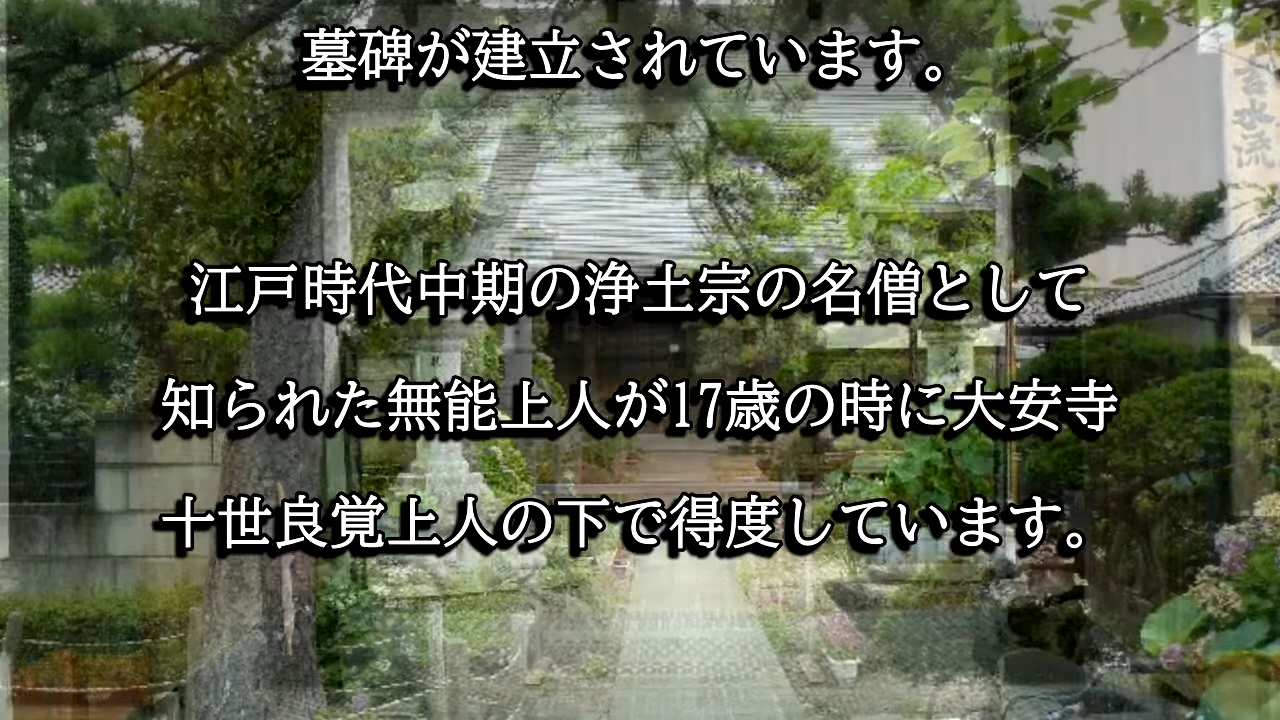 墓碑が建立されています。
江戸時代中期の浄土宗の名僧として
知られた無能上人が17歳の時に大安寺
十世良覚上人の下で得度しています。
水流